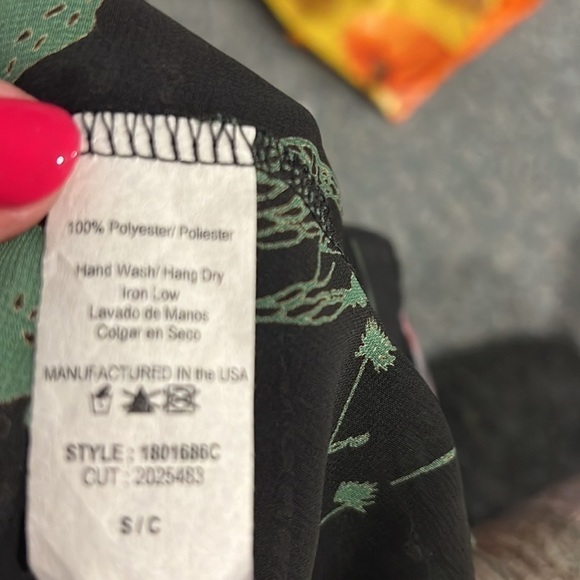 100% Polyester/ Poliester
Hand Wash/ Hang Dry
Iron Low
Lavado de Manos
Colgar en Seco
MANUFACTURED IN the USA
STYLE : 1801686C
CUT : 2025483
S / C